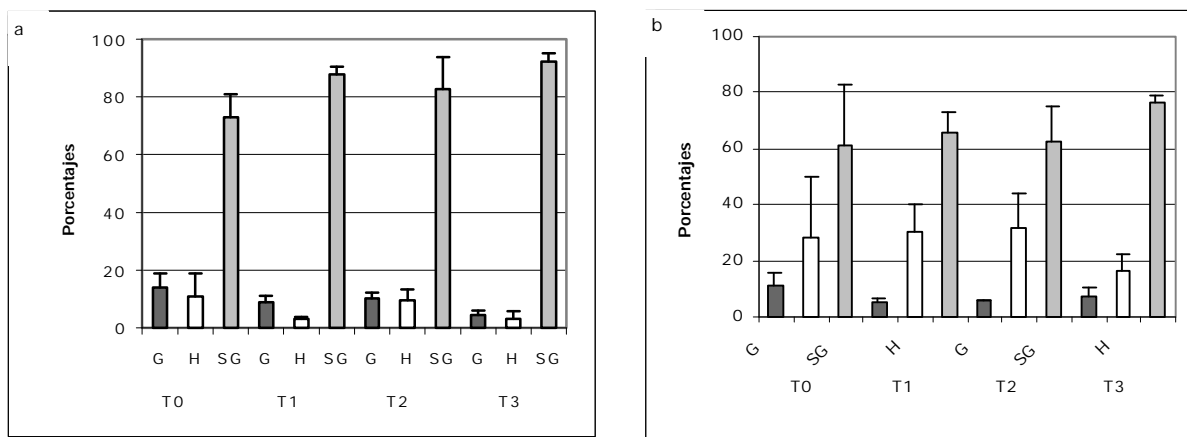 a
100
80
60
40
20
0
Porcentajes
G H SG G H SG G H SG G H SG
T0 T1 T2 T3
b
100
80
60
40
20
0
Porcentajes
G SG H G SG H
T0 T1 T2 T3